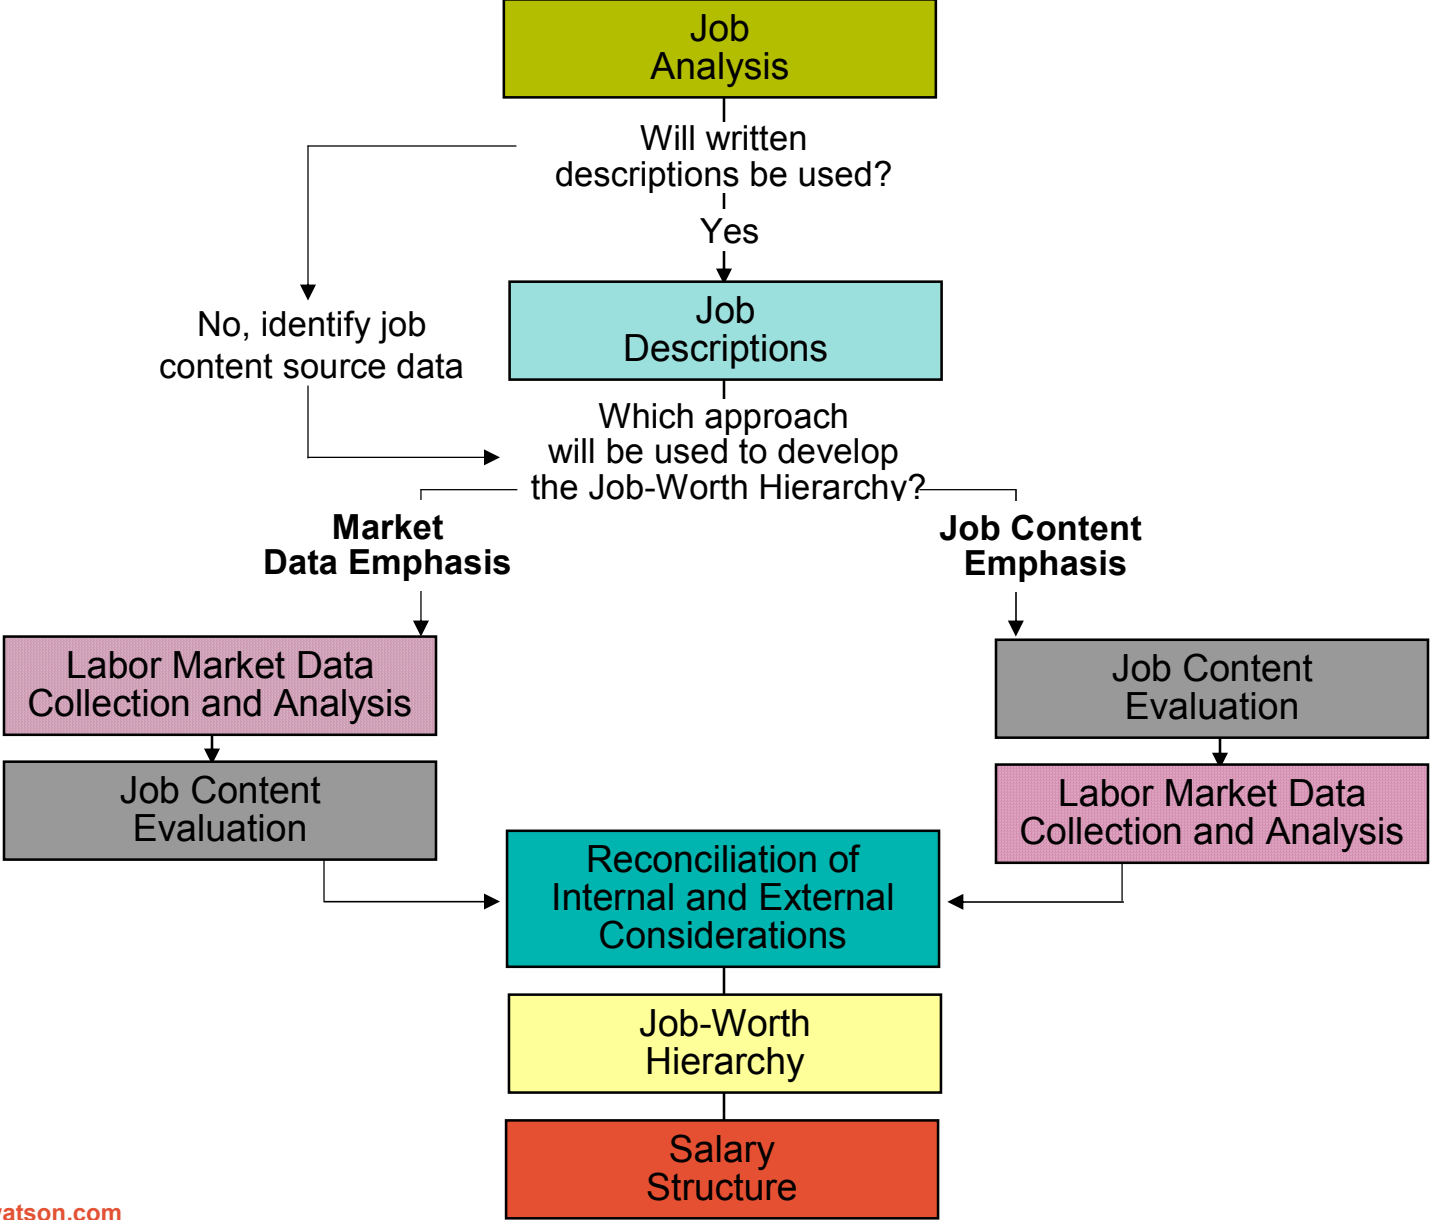 Job
Analysis
Will written
descriptions be used?
Yes
No, identify job
content source data
Job
Descriptions
Which approach
will be used to develop
the Job-Worth Hierarchy?
Market
Data Emphasis
Job Content
Emphasis
Labor Market Data
Collection and Analysis
Job Content
Evaluation
Job Content
Evaluation
Labor Market Data
Collection and Analysis
Reconciliation of
Internal and External
Considerations
Job-Worth
Hierarchy
Salary
Structure
watson.com